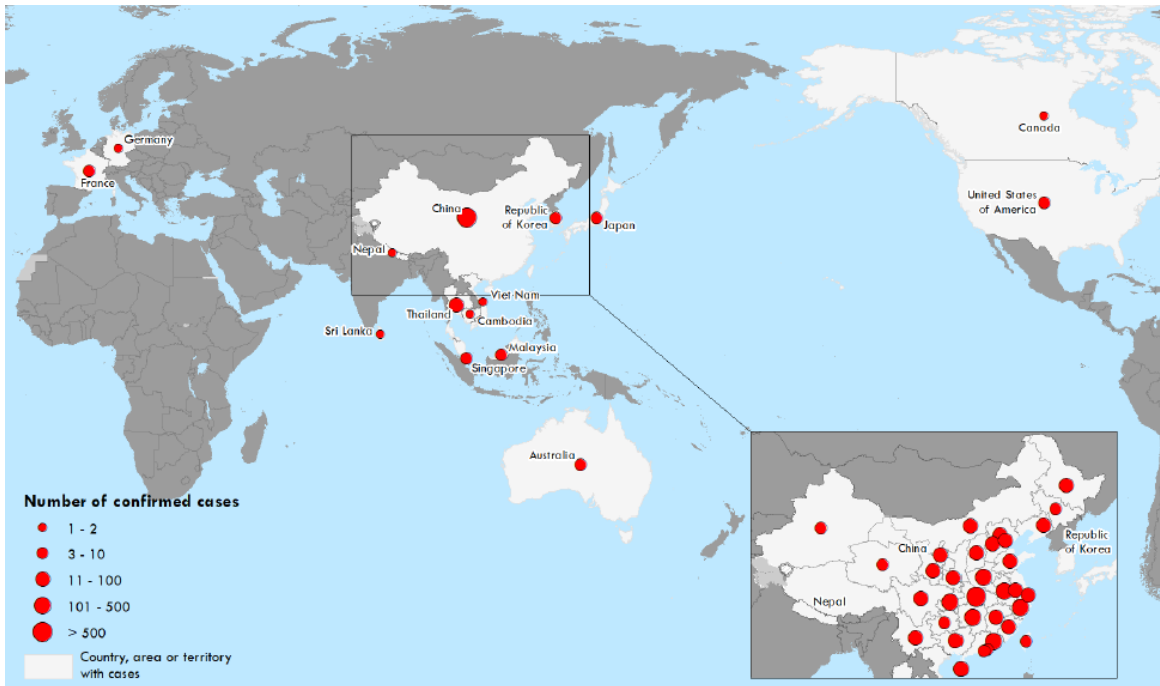 Germany
France
China
Republic
of Korea
Japan
Nepal
Viet Nam
Thailand
Cambodia
Sri Lanka
Malaysia
Singapore
Australia
Canada
United States
of America
Number of confirmed cases
1 - 2
3 - 10
11 - 100
101 - 500
> 500
Country, area or territory
with cases
China
Republic
of Korea
Nepal